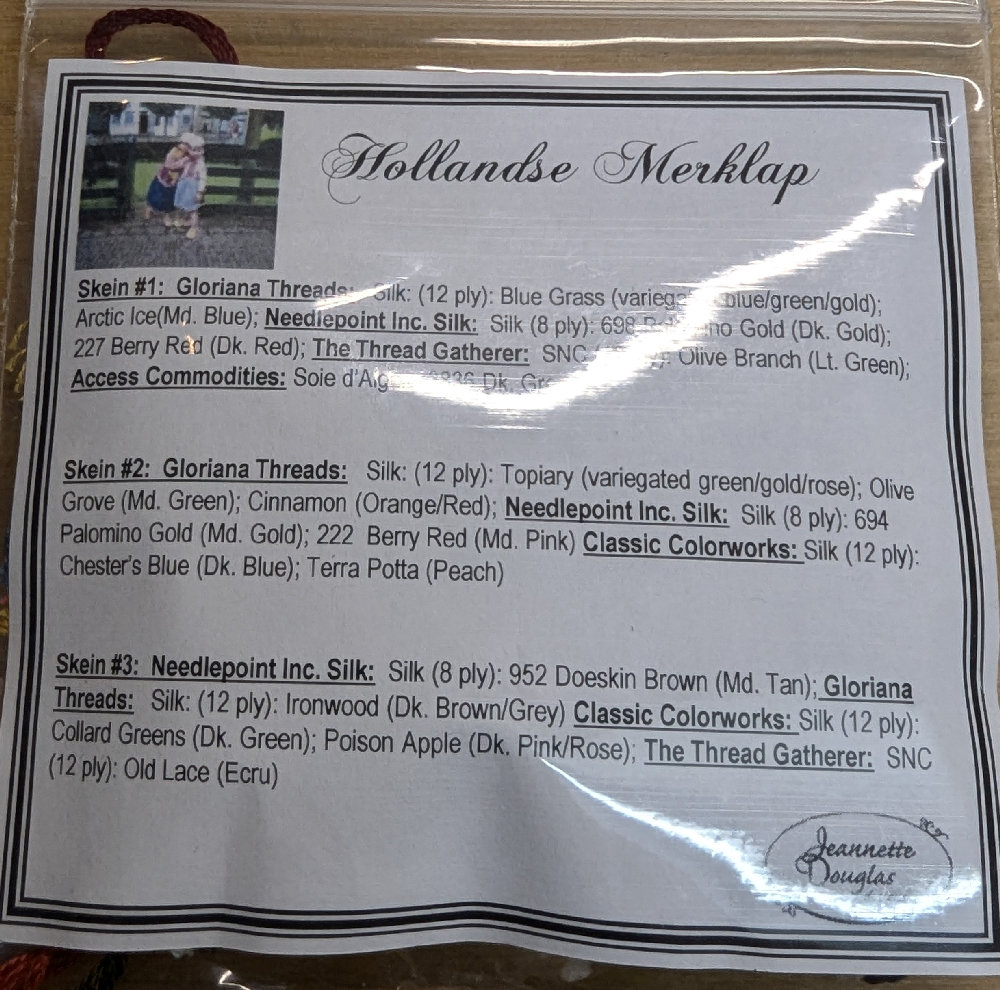 Hollandse Merklap
Skein #1: Gloriana Threads: Silk: (12 ply): Blue Grass (variegated blue/green/gold);
Arctic Ice(Md. Blue); Needlepoint Inc. Silk: Silk (8 ply): 698 Gold (Dk. Gold);
227 Berry Red (Dk. Red); The Thread Gatherer: SNC Olive Branch (Lt. Green);
Access Commodities: Soie Dk.
Skein #2: Gloriana Threads: Silk: (12 ply): Topiary (variegated green/gold/rose); Olive
Grove (Md. Green); Cinnamon (Orange/Red); Needlepoint Inc. Silk: Silk (8 ply): 694
Palomino Gold (Md. Gold); 222 Berry Red (Md. Pink) Classic Colorworks: Silk (12 ply):
Chester's Blue (Dk. Blue); Terra Potta (Peach)
Skein #3: Needlepoint Inc. Silk: Silk (8 ply): 952 Doeskin Brown (Md. Tan); Gloriana
Threads: Silk: (12 ply): Ironwood (Dk. Brown/Grey) Classic Colorworks: Silk (12 ply):
Collard Greens (Dk. Green); Poison Apple (Dk. Pink/Rose); The Thread Gatherer: SNC
(12 ply): Old Lace (Ecru)
Jeannette
Douglas